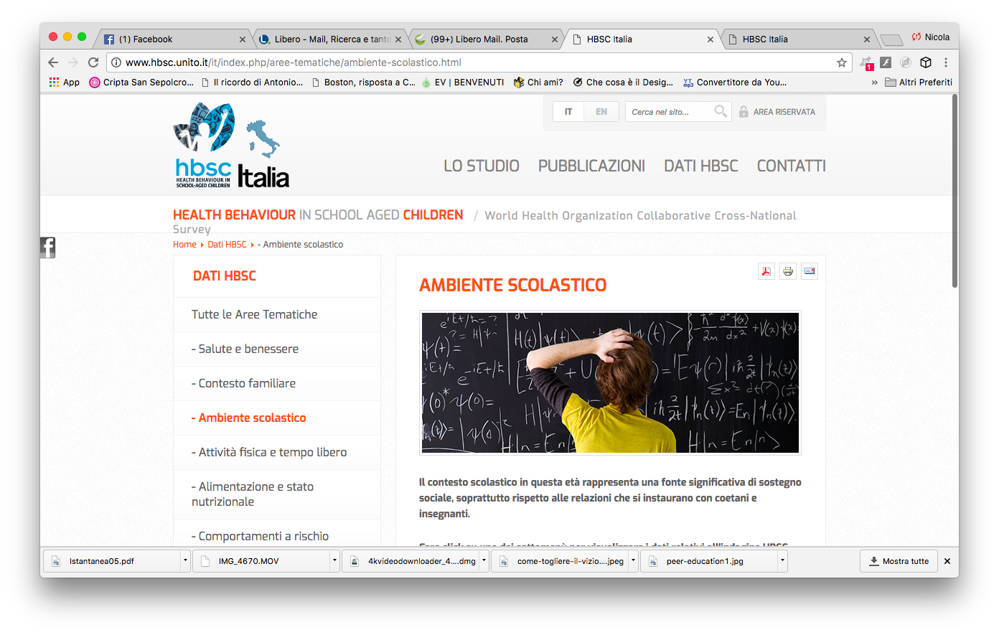 (1) Facebook
Libero - Mail, Ricerca e tanto
(99+) Libero Mail. Posta
HBSC Italia
HBSC Italia
Nicola
www.hbsc.unito.it/it/index.php/aree-tematiche/ambiente-scolastico.html
1
App
Cripta San Sepolcro...
Il ricordo di Antonio...
Boston, risposta a C...
EV | BENVENUTI
Chi ami?
Che cosa è il Desig...
YT mp3 Convertitore da You...
» Altri Preferiti
IT
EN
Cerca nel sito...
AREA RISERVATA
hbsc Italia
HEALTH BEHAVIOUR IN
SCHOOL-AGED CHILDREN
LO STUDIO
PUBBLICAZIONI
DATI HBSC
CONTATTI
HEALTH BEHAVIOUR IN SCHOOL AGED CHILDREN / World Health Organization Collaborative Cross-National
Survey
Home Dati HBSC - Ambiente scolastico
DATI HBSC
Tutte le Aree Tematiche
- Salute e benessere
- Contesto familiare
- Ambiente scolastico
- Attività fisica e tempo libero
- Alimentazione e stato
nutrizionale
- Comportamenti a rischio
AMBIENTE SCOLASTICO
Il contesto scolastico in questa età rappresenta una fonte significativa di sostegno
sociale, soprattutto rispetto alle relazioni che si instaurano con coetani e
insegnanti.
Istantanea05.pdf
IMG_4670.MOV
4kvideodownloader_4....dmg
come-togliere-il-vizio....jpeg
peer-education1.jpg
Mostra tutte